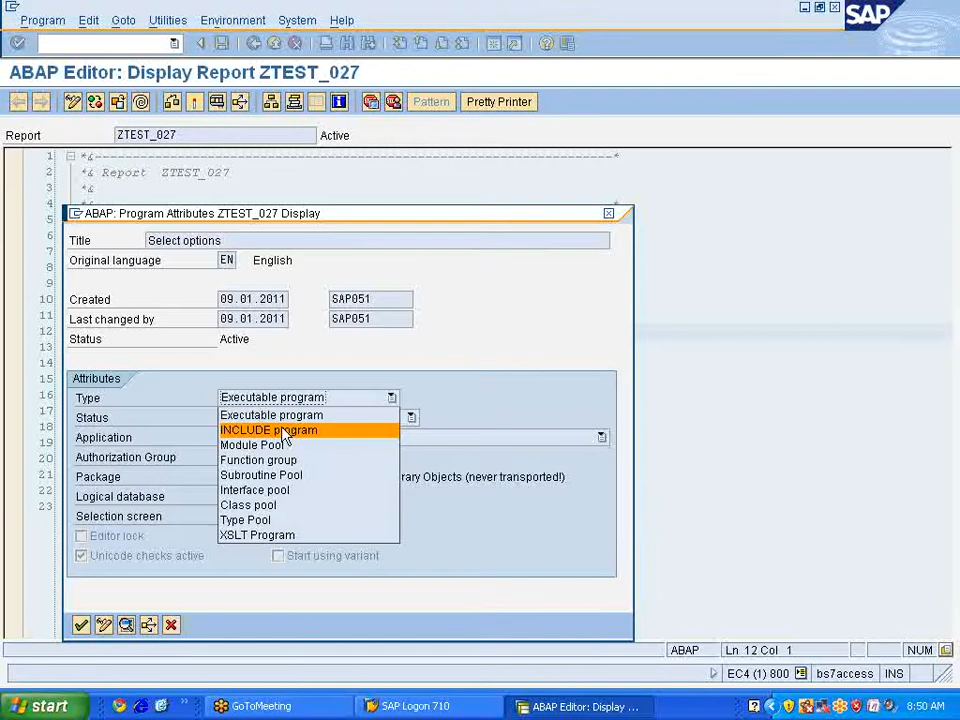 Program Edit Goto Utilities Environment System Help
SAP
ABAP Editor: Display Report ZTEST_027
Pattern Pretty Printer
Report ZTEST_027 Active
1 *&---------------------------------------------------------------------*
2 *& Report ZTEST_027
3 *&
4 *&---------------------------------------------------------------------*
5
6
7
8
9
10
11
12
13
14
15
16
17
18
19
20
21
22
23
ABAP: Program Attributes ZTEST_027 Display
Title Select options
Original language EN English
Created 09.01.2011 SAP051
Last changed by 09.01.2011 SAP051
Status Active
Attributes
Type Executable program
Executable program
Status
INCLUDE program
Application
Module Pool
Authorization Group
Function group
Package
Subroutine Pool
rary Objects (never transported!)
Logical database
Interface pool
Selection screen
Class pool
Type Pool
Editor lock
XSLT Program
Unicode checks active Start using variant
ABAP Ln 12 Col 1 NUM
EC4 (1) 800 bs7access INS
start GoToMeeting SAP Logon 710 ABAP Editor: Display ... 8:50 AM